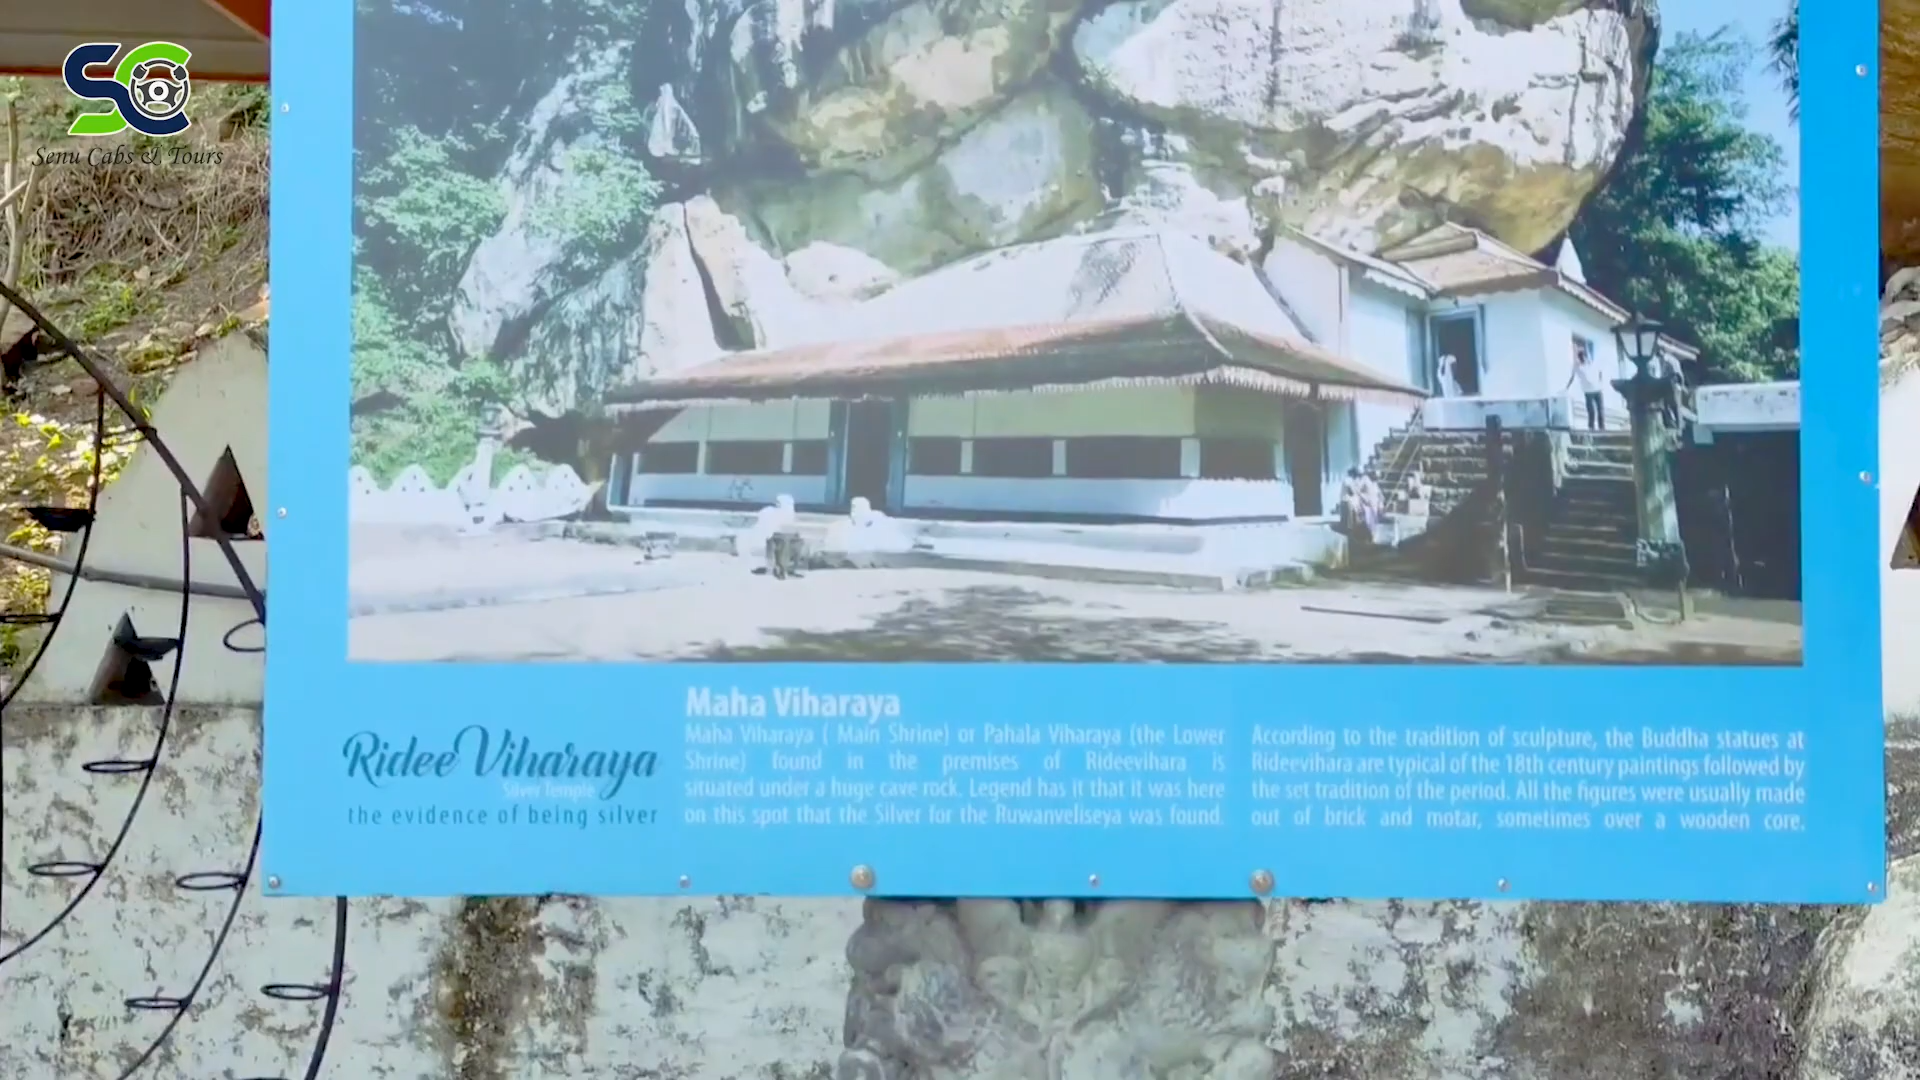 SC
Senu Cabs & Tours
Ridee Viharaya
Silver Temple
the evidence of being silver
Maha Viharaya
Maha Viharaya ( Main Shrine) or Pahala Viharaya (the Lower
Shrine) found in the premises of Rideevihara is
situated under a huge cave rock. Legend has it that it was here
on this spot that the Silver for the Ruwanveliseya was found.
According to the tradition of sculpture, the Buddha statues at
Rideevihara are typical of the 18th century paintings followed by
the set tradition of the period. All the figures were usually made
out of brick and motar, sometimes over a wooden core.